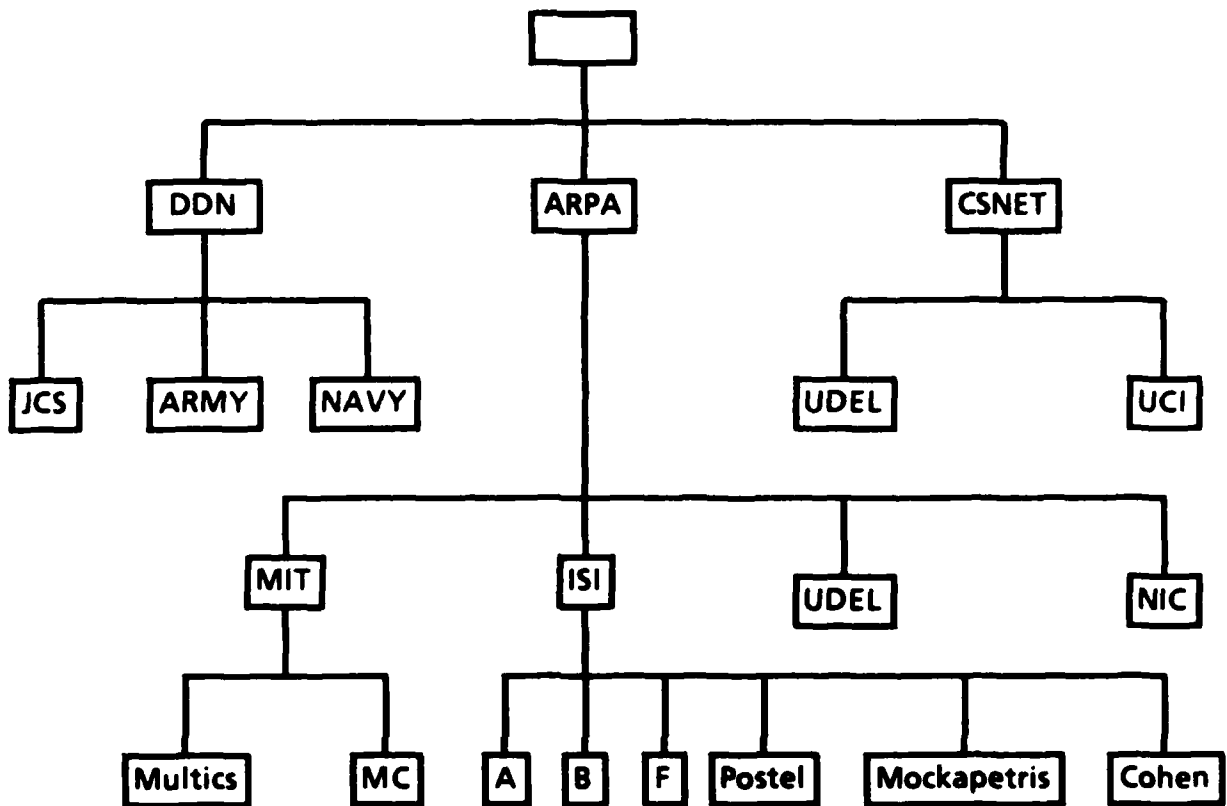 DDN ARPA CSNET
JCS ARMY NAVY UDEL UCI
MIT ISI UDEL NIC
Multics MC A B F Postel Mockapetris Cohen